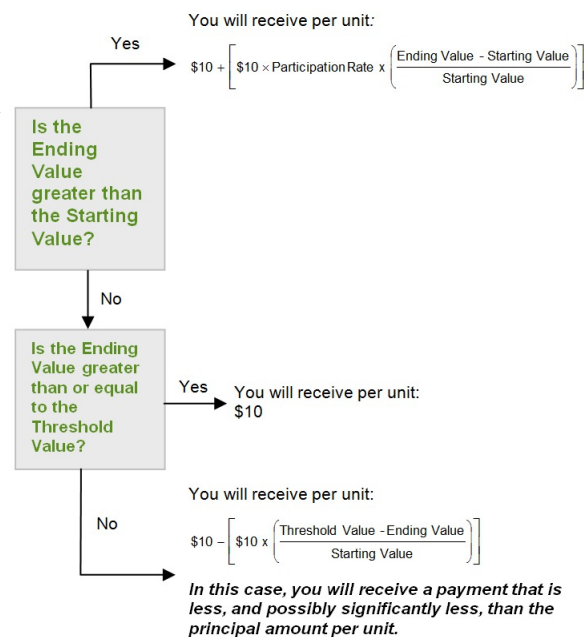 You will receive per unit:
Yes
$10 + [ $10 × Participation Rate x ( Ending Value - Starting Value / Starting Value ) ]
Is the
Ending
Value
greater than
the Starting
Value?
No
Is the Ending
Value greater
than or equal
to the
Threshold
Value?
Yes
You will receive per unit:
$10
You will receive per unit:
No
$10 – [ $10 x ( Threshold Value - Ending Value / Starting Value ) ]
In this case, you will receive a payment that is
less, and possibly significantly less, than the
principal amount per unit.